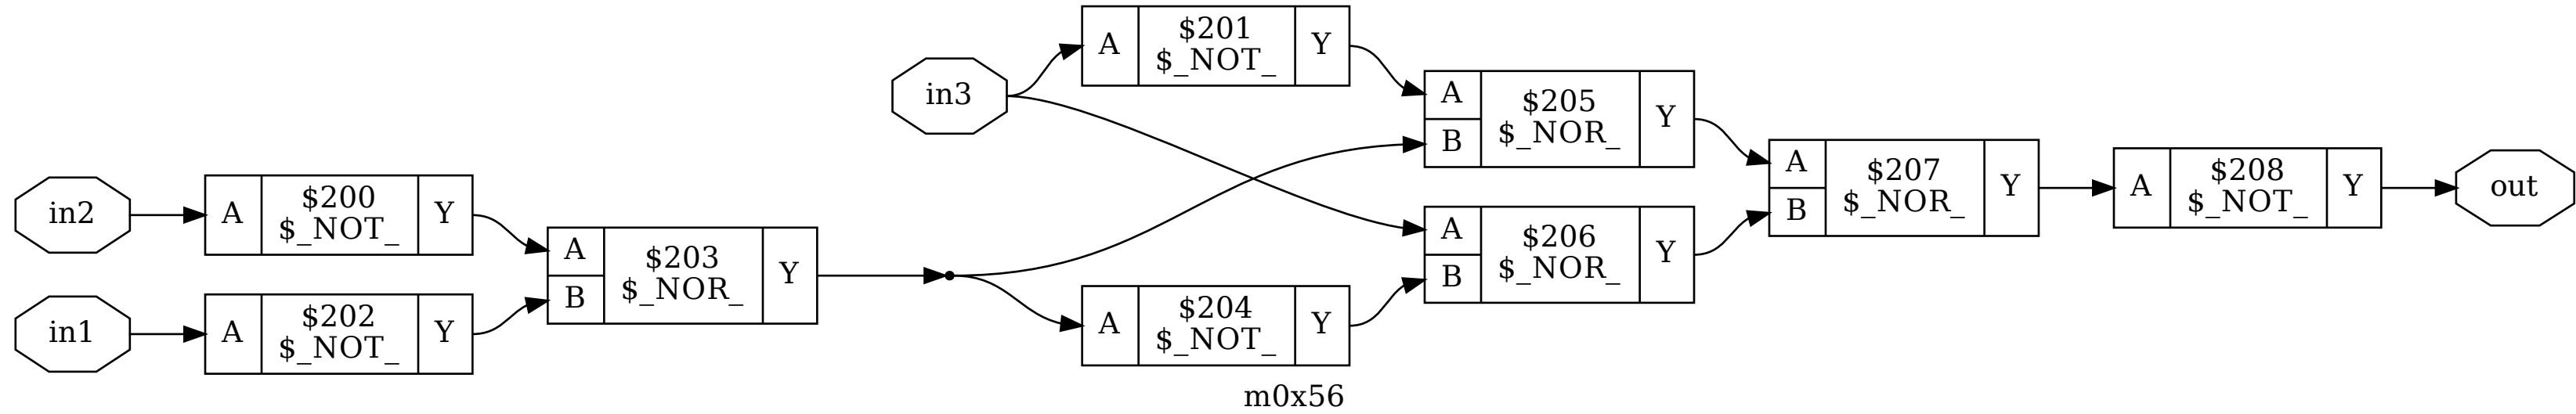 in2
A
$200
$_NOT_
Y
in1
A
$202
$_NOT_
Y
A
B
$203
$_NOR_
Y
in3
A
$201
$_NOT_
Y
A
$204
$_NOT_
Y
A
B
$205
$_NOR_
Y
A
B
$206
$_NOR_
Y
A
B
$207
$_NOR_
Y
A
$208
$_NOT_
Y
out
m0x56